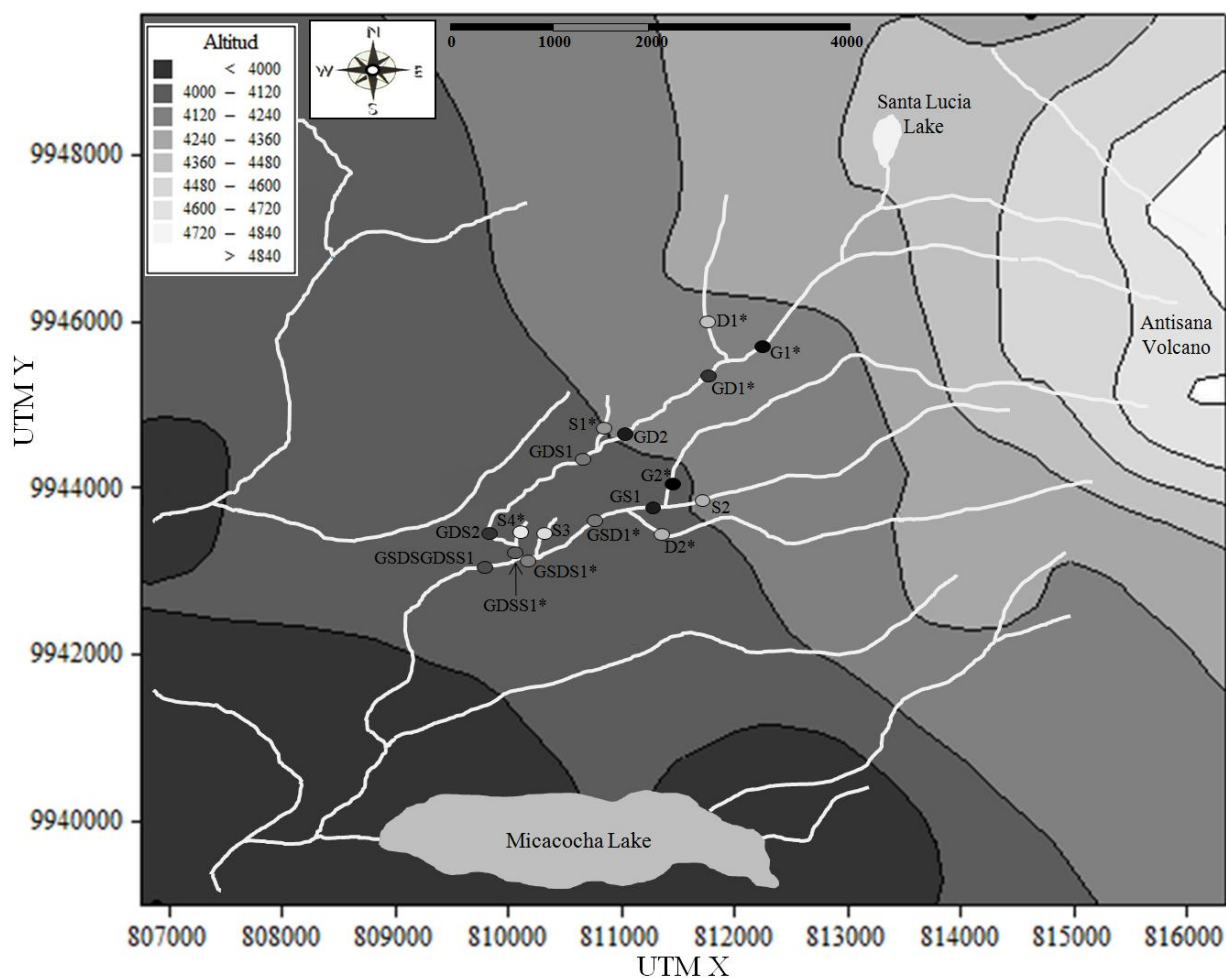 Altitud
< 4000
4000 – 4120
4120 – 4240
4240 – 4360
4360 – 4480
4480 – 4600
4600 – 4720
4720 – 4840
> 4840
N
W E
S
0 1000 2000 4000
Santa Lucia
Lake
Antisana
Volcano
D1*
G1*
GD1*
S1*
GD2
GDS1
G2*
GS1
S2
S4*
S3
GDS2
GSD1*
D2*
GSDSGDSS1
GSDS1*
GDSS1*
Micacocha Lake
9948000
9946000
9944000
9942000
9940000
UTM Y
807000 808000 809000 810000 811000 812000 813000 814000 815000 816000
UTM X